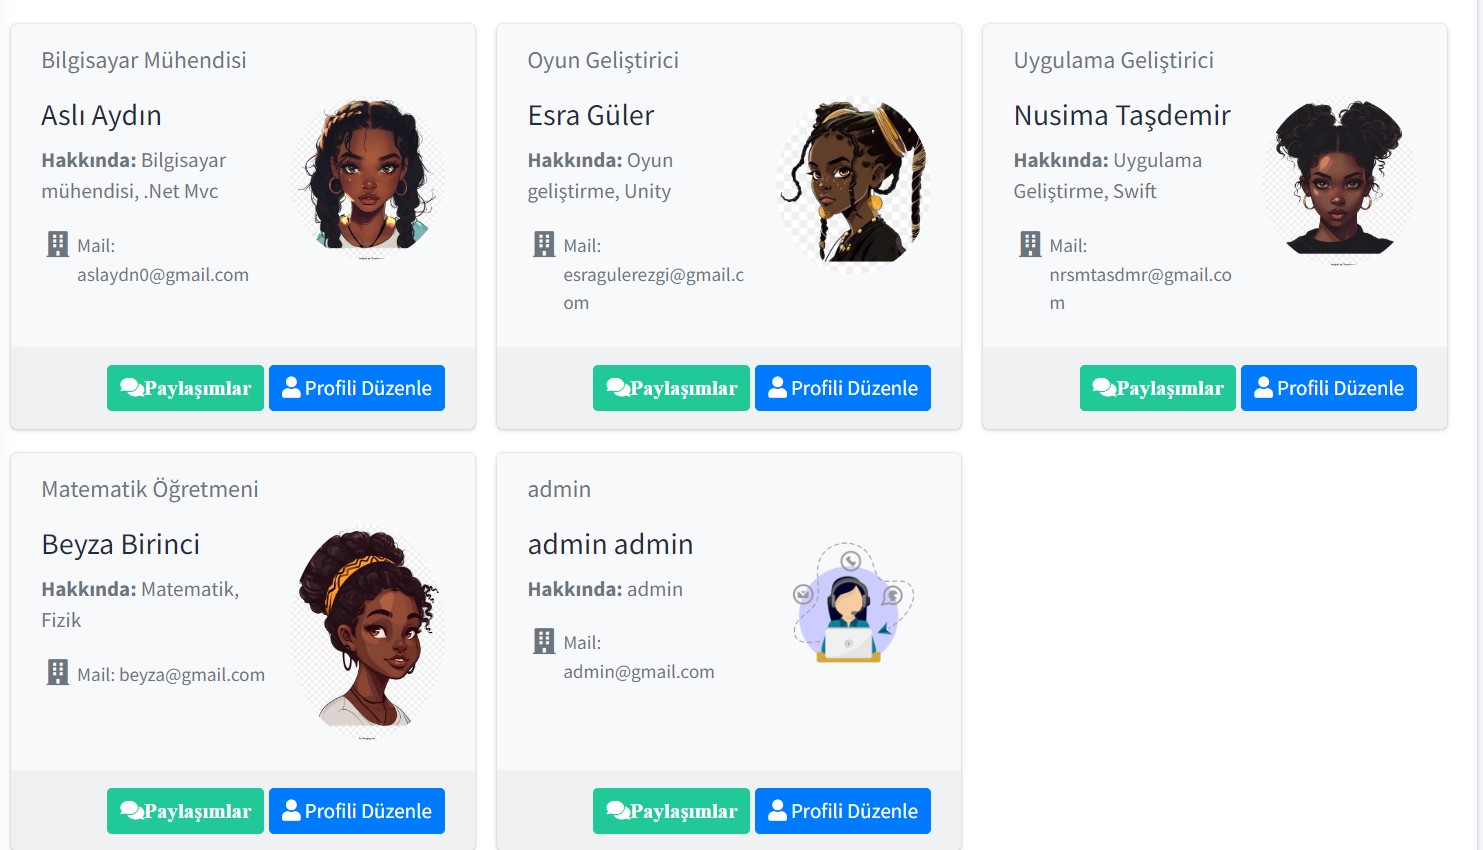 Bilgisayar Mühendisi
Aslı Aydın
Hakkında: Bilgisayar
mühendisi, .Net Mvc
Mail:
aslaydn0@gmail.com
Paylaşımlar
Profili Düzenle
Oyun Geliştirici
Esra Güler
Hakkında: Oyun
geliştirme, Unity
Mail:
esragulerezgi@gmail.c
om
Paylaşımlar
Profili Düzenle
Uygulama Geliştirici
Nusima Taşdemir
Hakkında: Uygulama
Geliştirme, Swift
Mail:
nrsmtasdmr@gmail.co
m
Paylaşımlar
Profili Düzenle
Matematik Öğretmeni
Beyza Birinci
Hakkında: Matematik,
Fizik
Mail: beyza@gmail.com
Paylaşımlar
Profili Düzenle
admin
admin admin
Hakkında: admin
Mail:
admin@gmail.com
Paylaşımlar
Profili Düzenle